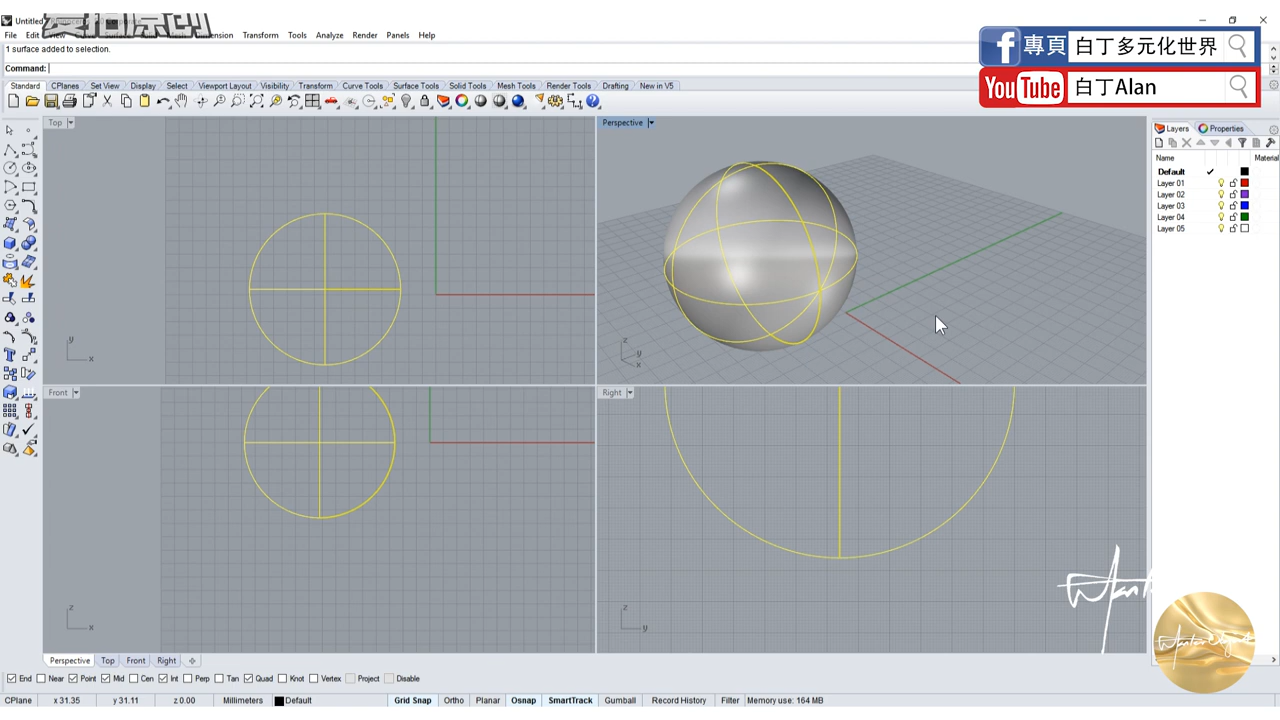 Untitled
愛拍原創
File Edit View
Dimension Transform Tools Analyze Render Panels Help
1 surface added to selection.
Command:
專頁 白丁多元化世界
YouTube 白丁Alan
Standard CPlanes Set View Display Select Viewport Layout Visibility Transform Curve Tools Surface Tools Solid Tools Mesh Tools Render Tools Drafting New in V5
Top
Perspective
Layers Properties
Name Material
Default
Layer 01
Layer 02
Layer 03
Layer 04
Layer 05
y
x
z
y
x
Front
Right
z
x
z
y
Perspective Top Front Right
End Near Point Mid Cen Int Perp Tan Quad Knot Vertex Project Disable
CPlane x 31.35 y 31.11 z 0.00 Millimeters Default Grid Snap Ortho Planar Osnap SmartTrack Gumball Record History Filter Memory use: 164 MB